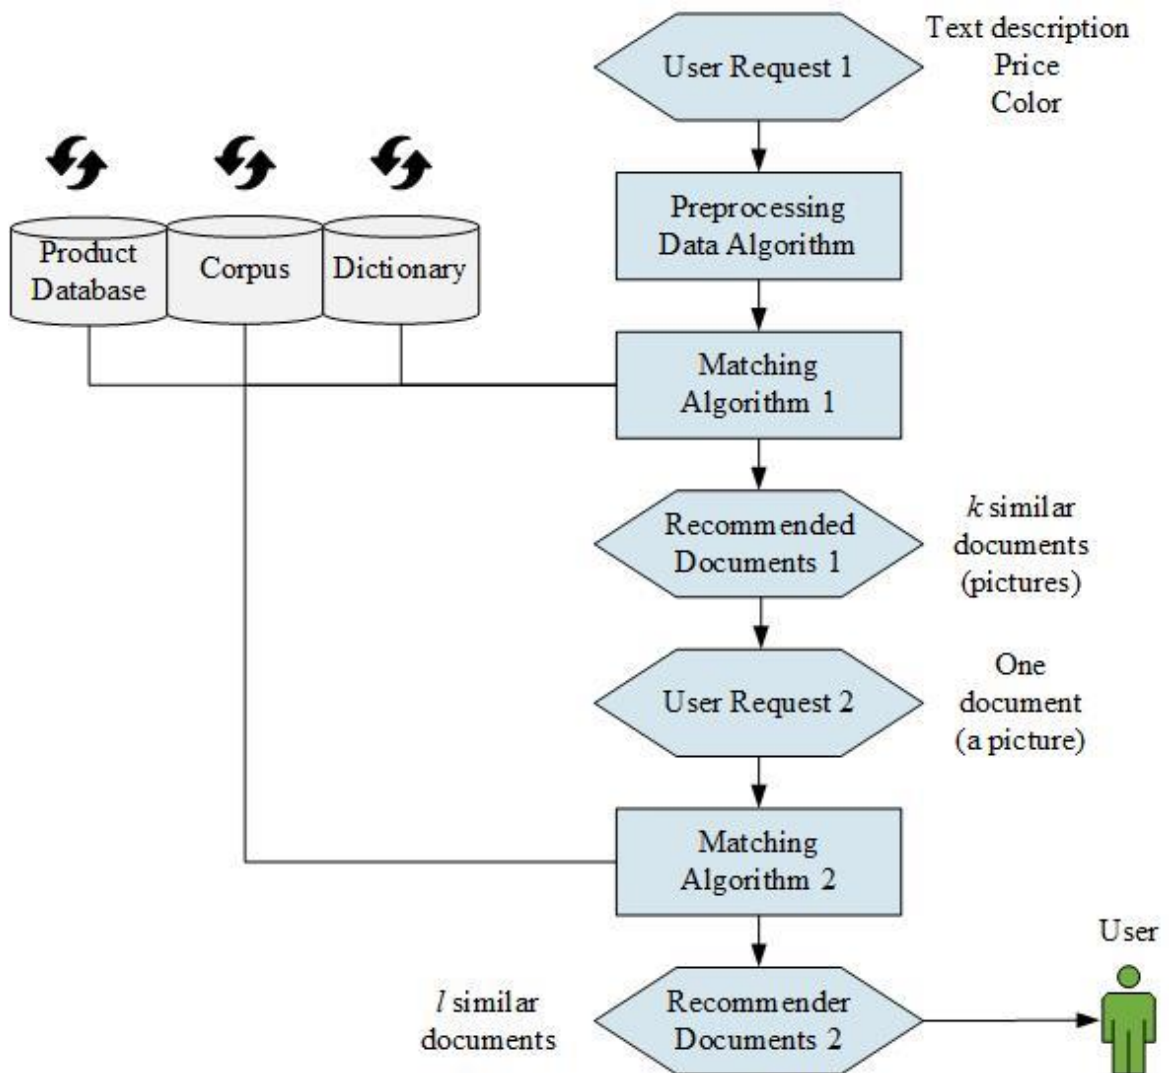 User Request 1
Text description
Price
Color
Preprocessing
Data Algorithm
Product
Database
Corpus
Dictionary
Matching
Algorithm 1
Recommended
Documents 1
k similar
documents
(pictures)
User Request 2
One
document
(a picture)
Matching
Algorithm 2
User
l similar
documents
Recommender
Documents 2